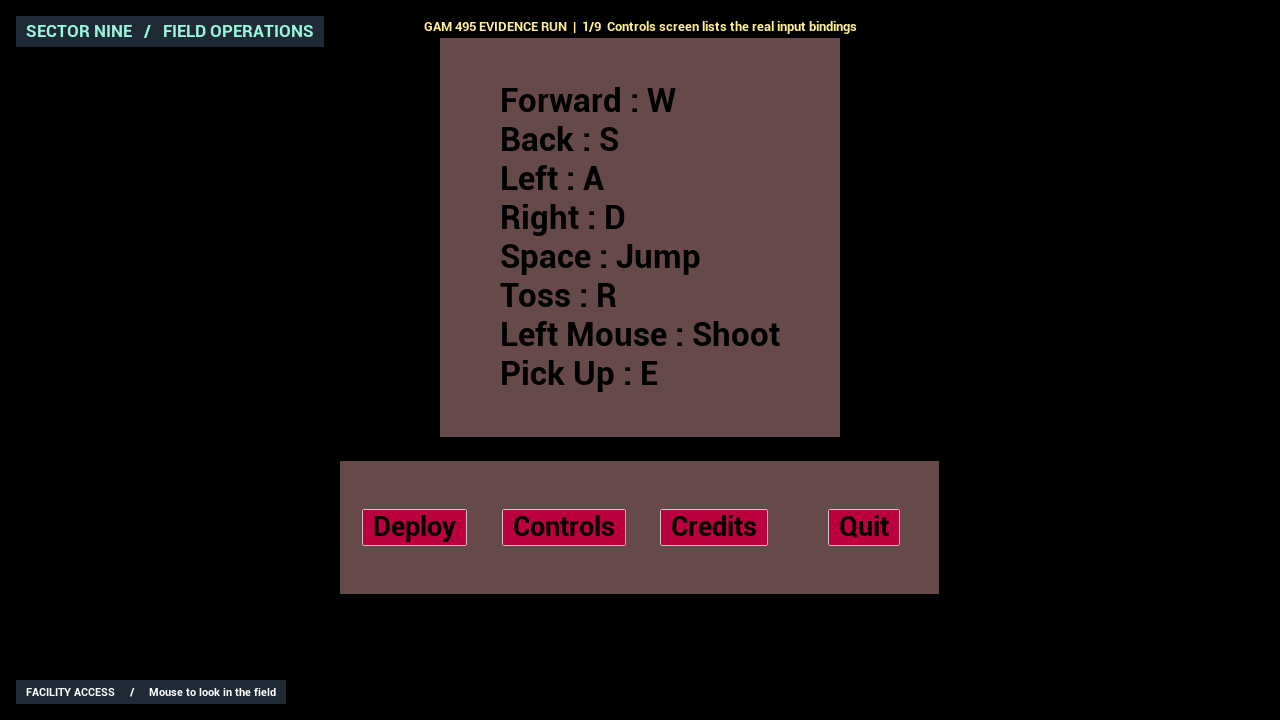 SECTOR NINE / FIELD OPERATIONS
GAM 495 EVIDENCE RUN | 1/9 Controls screen lists the real input bindings
Forward : W
Back : S
Left : A
Right : D
Space : Jump
Toss : R
Left Mouse : Shoot
Pick Up : E
Deploy Controls Credits Quit
FACILITY ACCESS / Mouse to look in the field